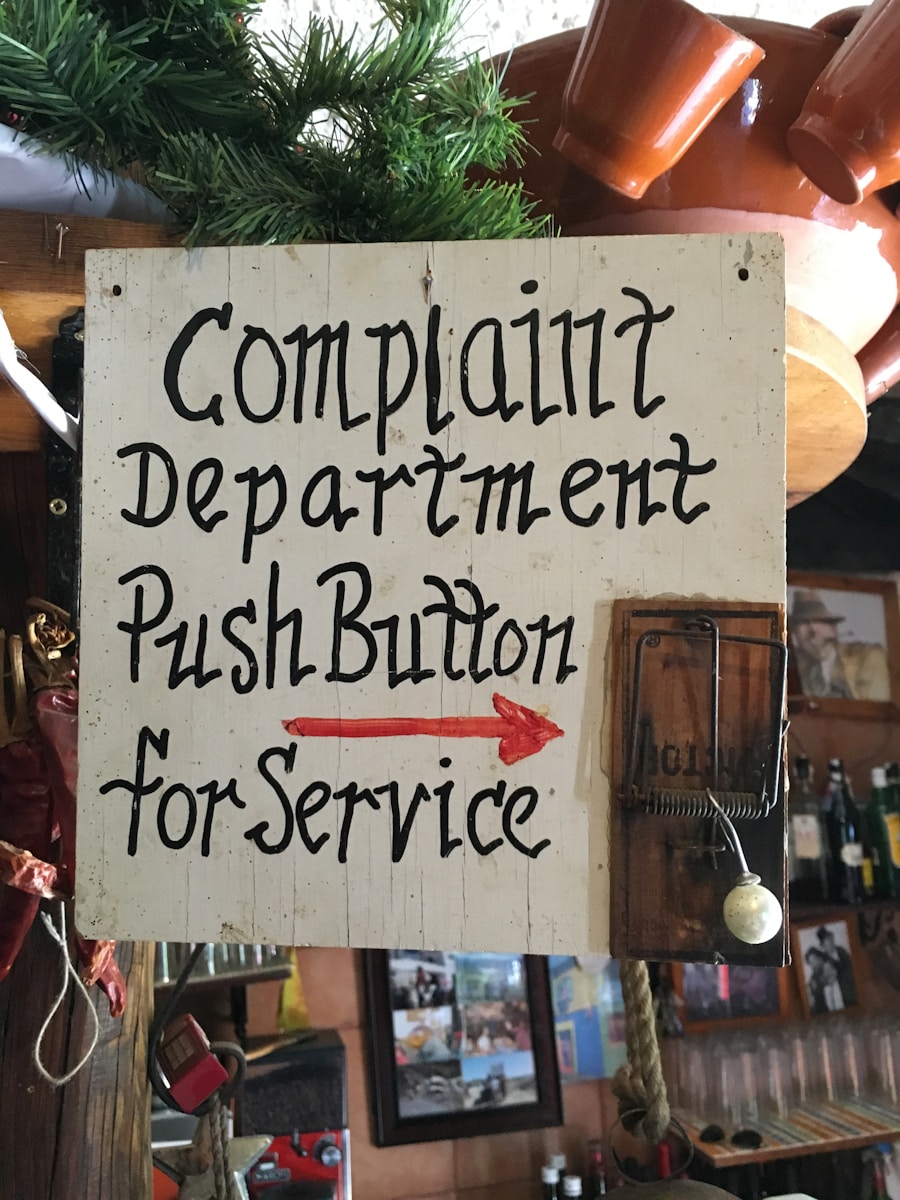 Complaint
Department
Push Button
for Service